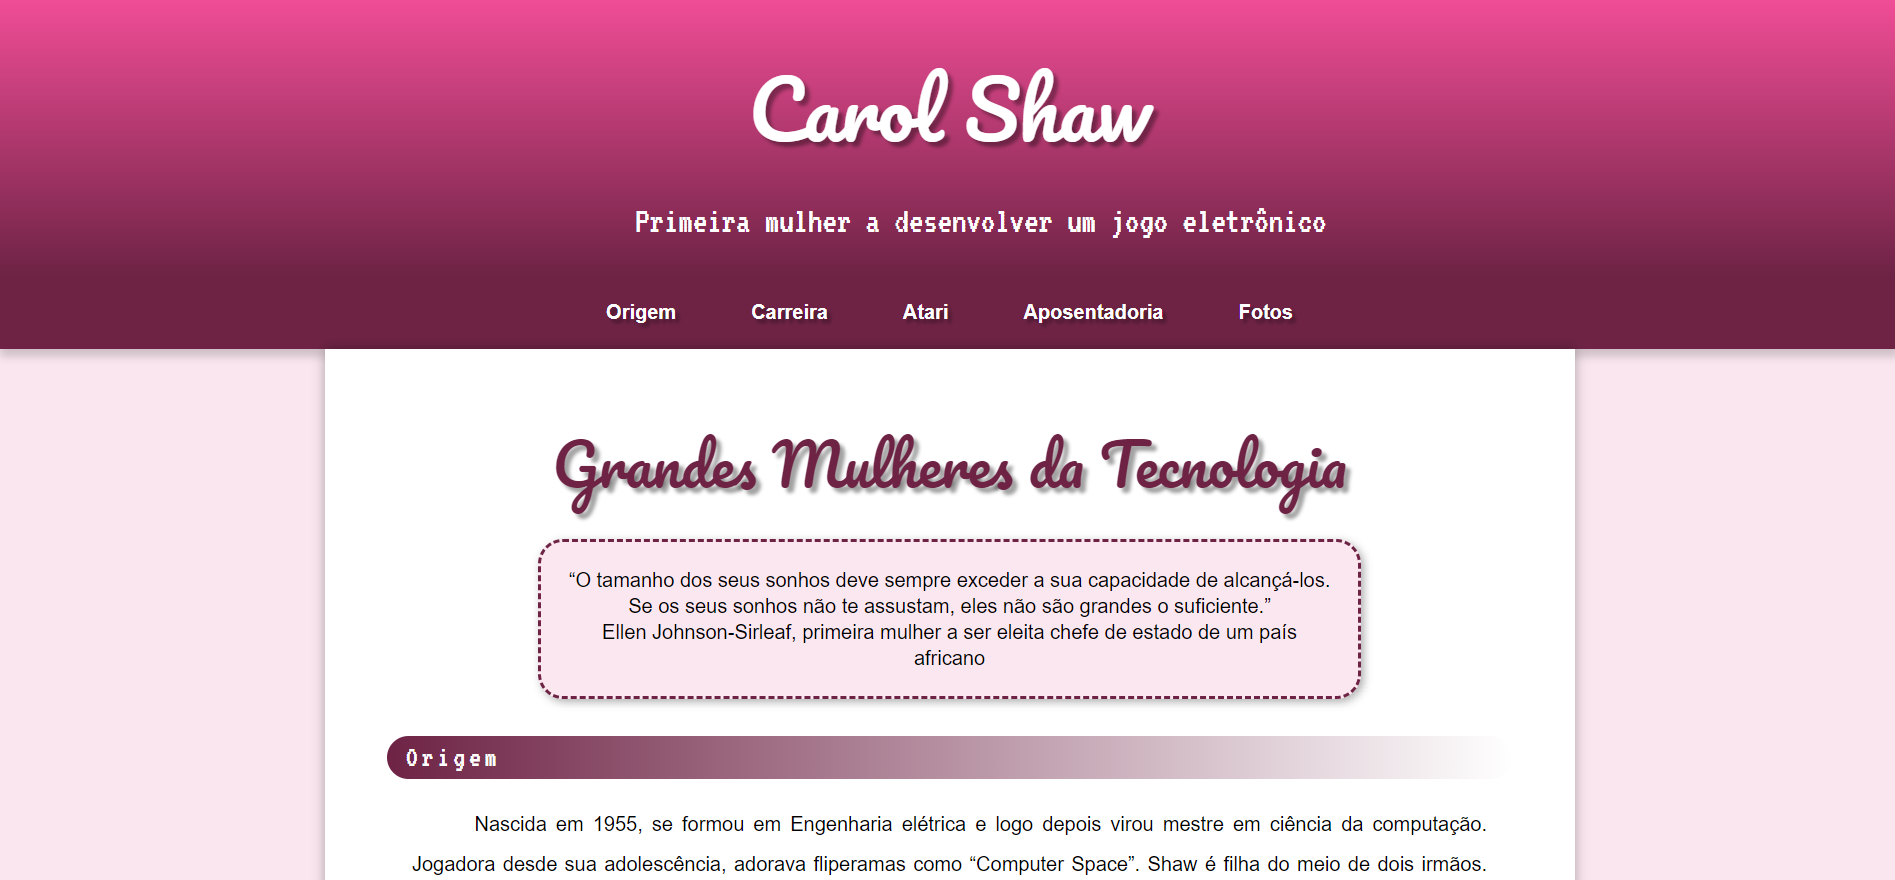 Carol Shaw
Primeira mulher a desenvolver um jogo eletrônico
Origem Carreira Atari Aposentadoria Fotos
Grandes Mulheres da Tecnologia
“O tamanho dos seus sonhos deve sempre exceder a sua capacidade de alcançá-los.
Se os seus sonhos não te assustam, eles não são grandes o suficiente.”
Ellen Johnson-Sirleaf, primeira mulher a ser eleita chefe de estado de um país
africano
Origem
Nascida em 1955, se formou em Engenharia elétrica e logo depois virou mestre em ciência da computação.
Jogadora desde sua adolescência, adorava fliperamas como “Computer Space”. Shaw é filha do meio de dois irmãos.